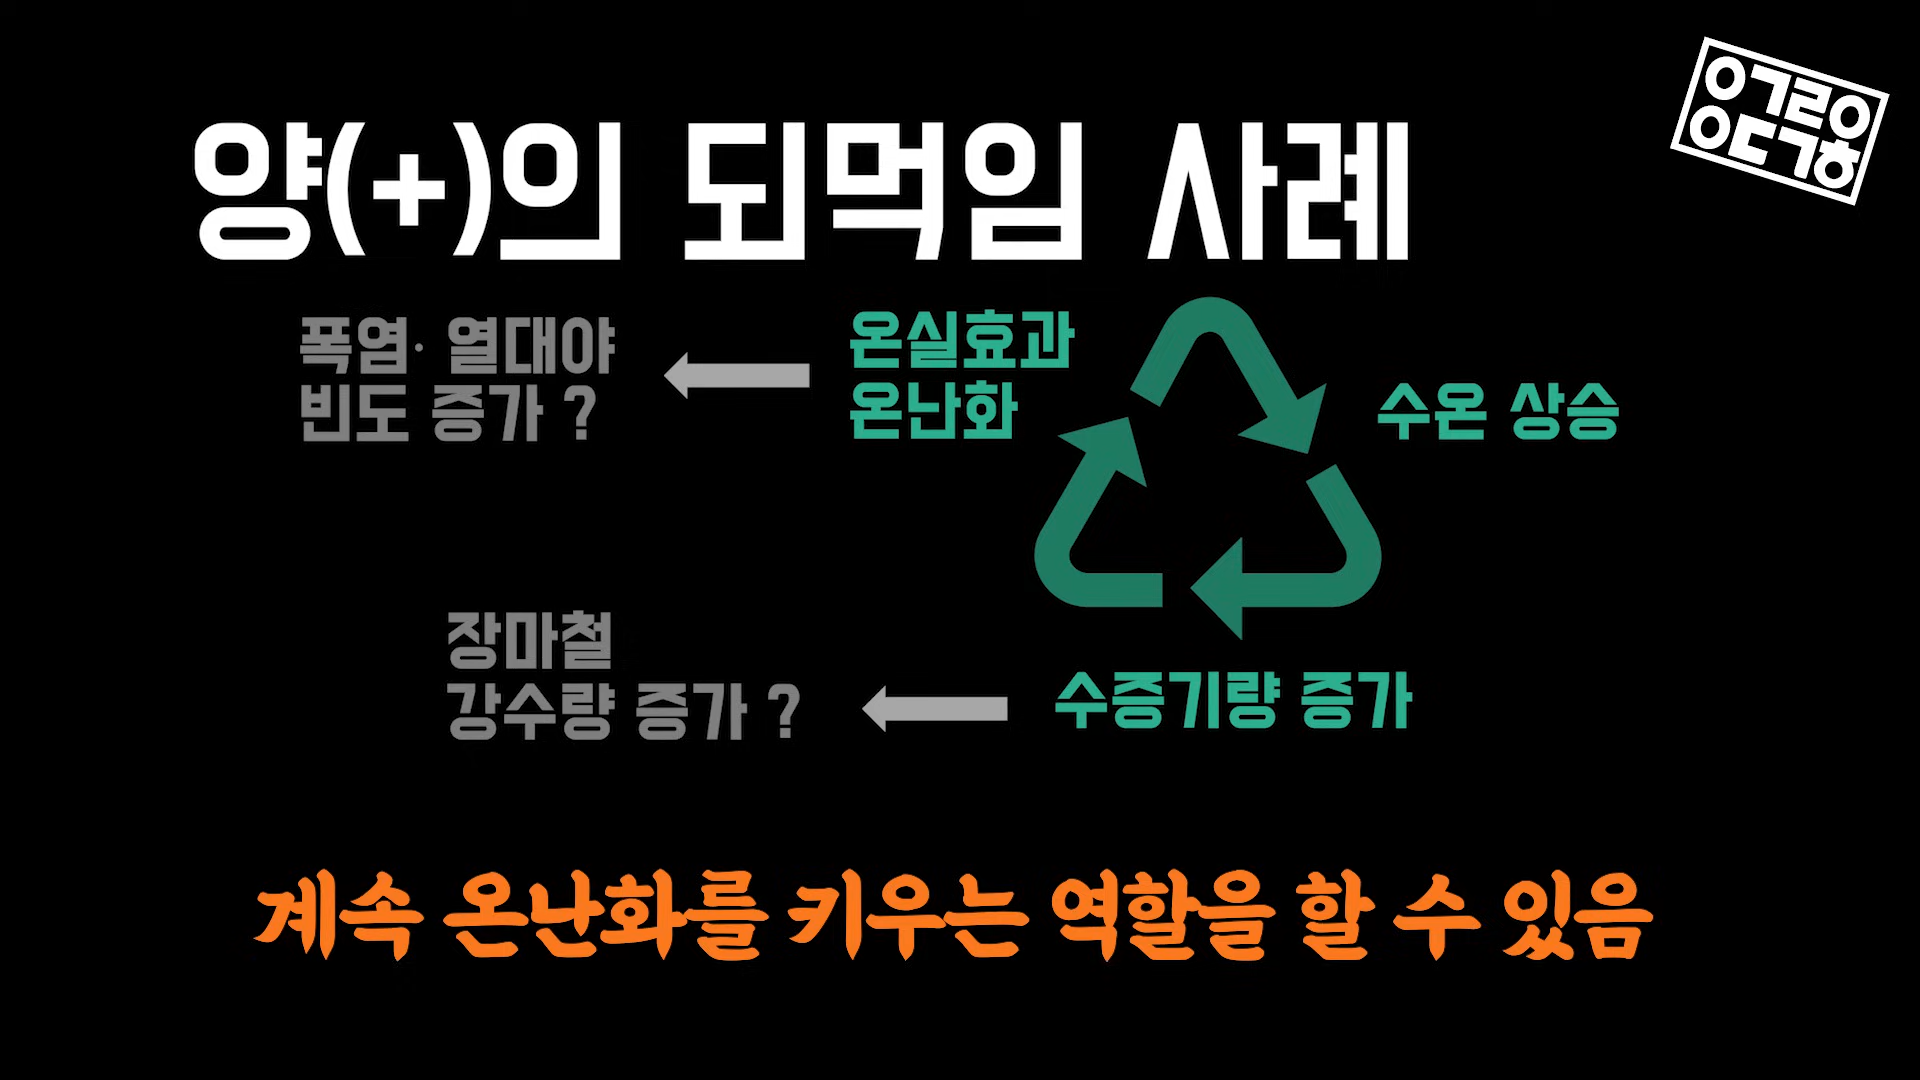 양(+)의 되먹임 사례
폭염· 열대야
빈도 증가 ?
온실효과
온난화
수온 상승
장마철
강수량 증가 ?
수증기량 증가
계속 온난화를 키우는 역할을 할 수 있음